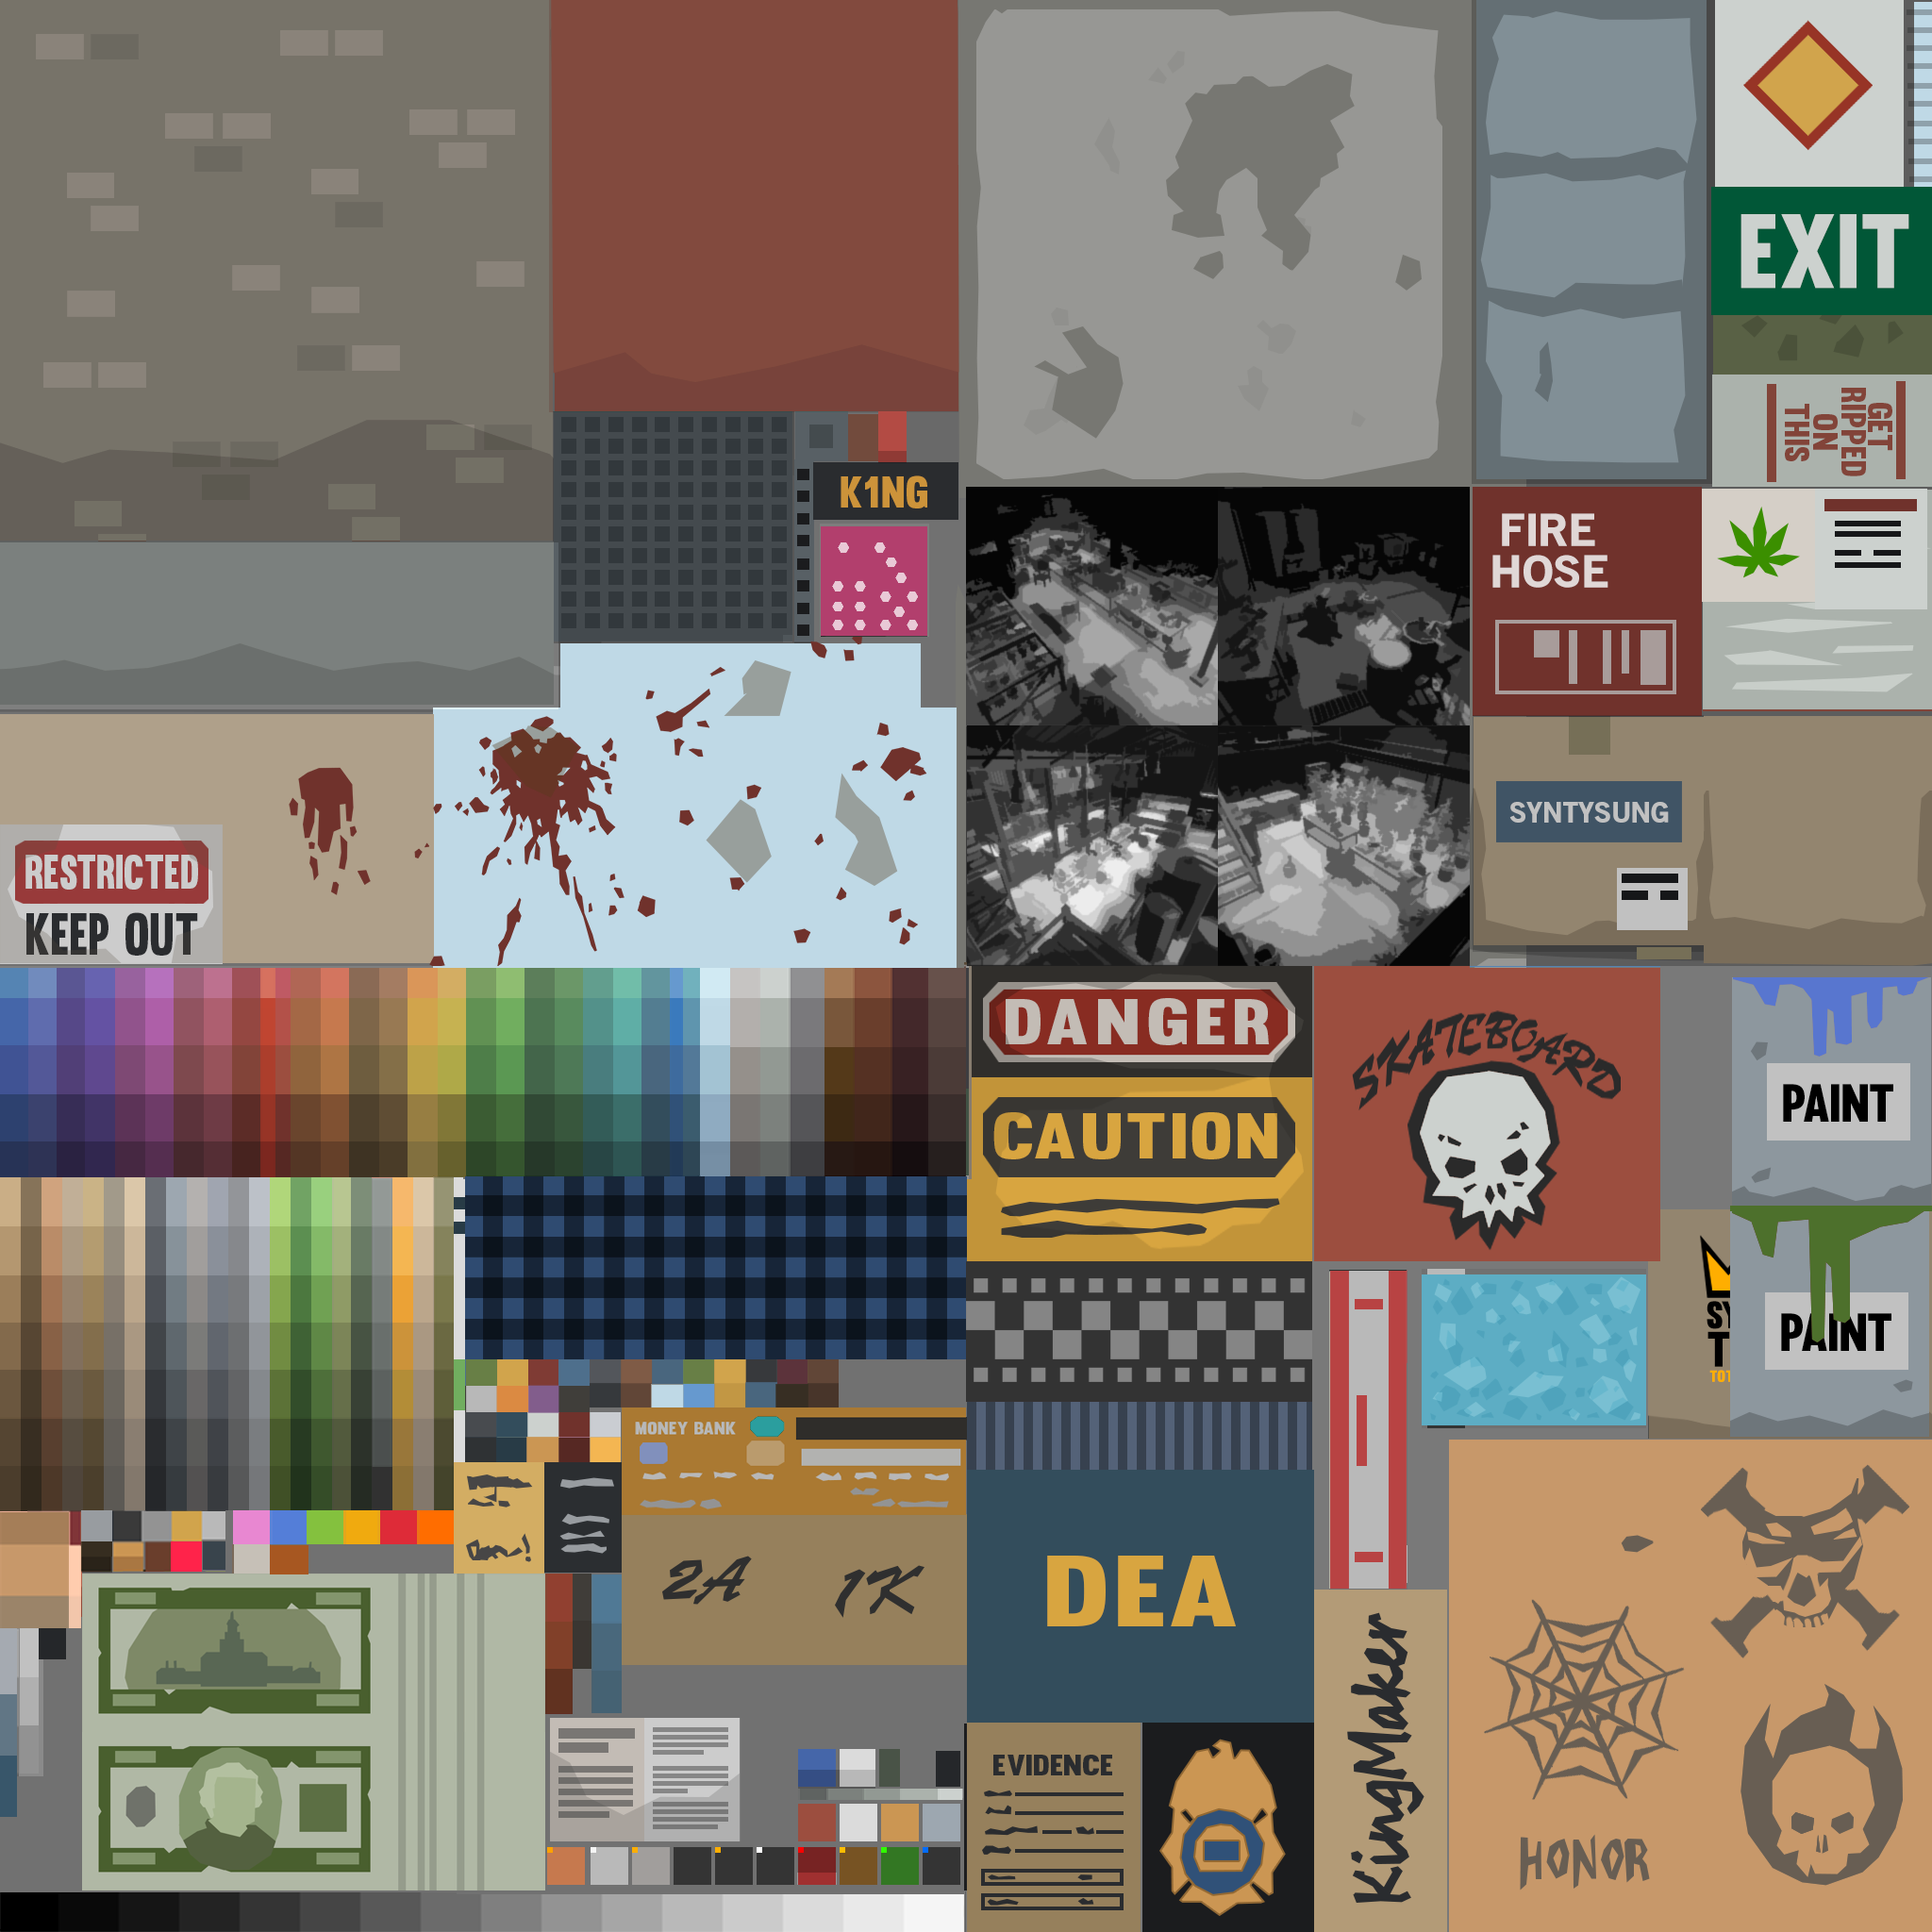 EXIT
GET
RIPPED
ON
THIS
K1NG
FIRE
HOSE
SYNTYSUNG
RESTRICTED
KEEP OUT
DANGER
SKATEBOARD
PAINT
CAUTION
PAINT
MONEY BANK
24 1K
DEA
KingMaker
EVIDENCE
HONOR